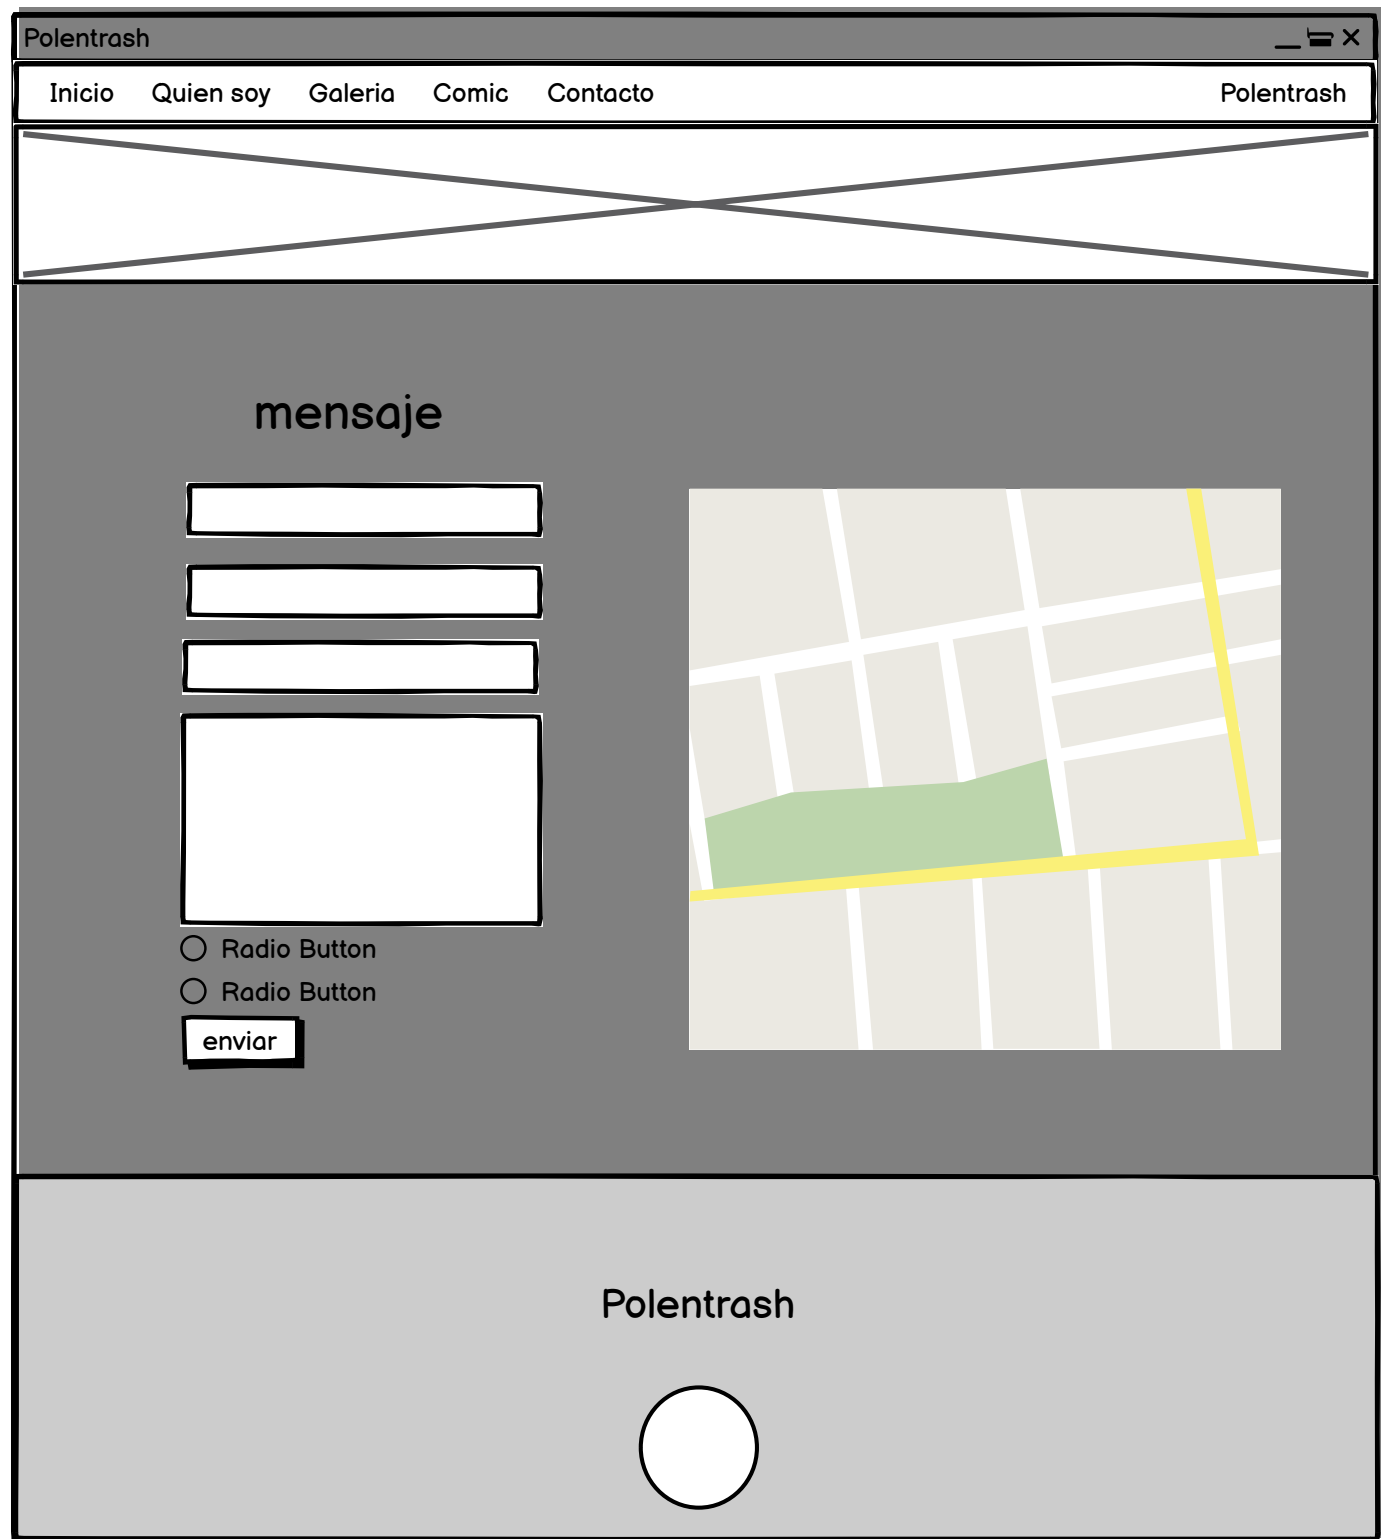 Polentrash
Inicio Quien soy Galeria Comic Contacto Polentrash
mensaje
Radio Button
Radio Button
enviar
Polentrash